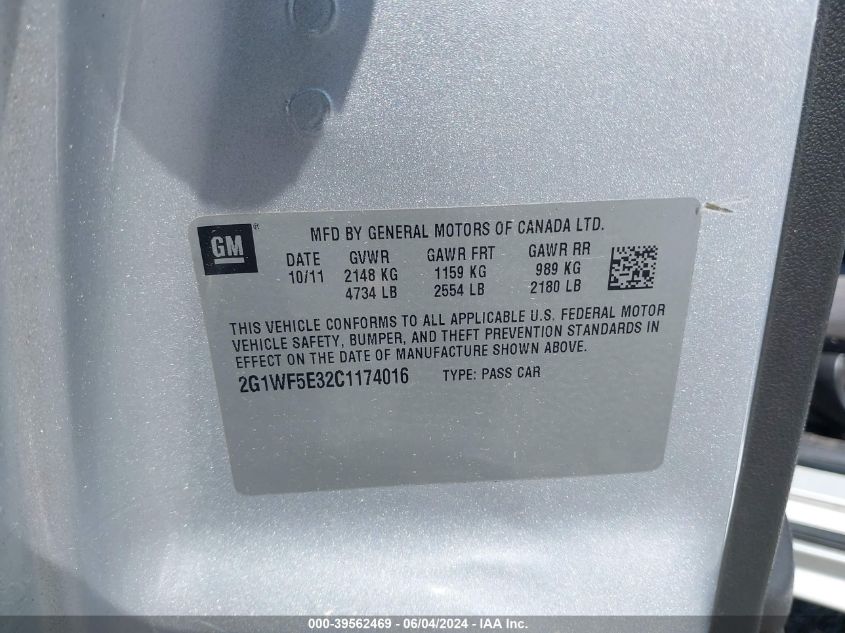 GM
®
MFD BY GENERAL MOTORS OF CANADA LTD.
DATE GVWR GAWR FRT GAWR RR
10/11 2148 KG 1159 KG 989 KG
4734 LB 2554 LB 2180 LB
THIS VEHICLE CONFORMS TO ALL APPLICABLE U.S. FEDERAL MOTOR
VEHICLE SAFETY, BUMPER, AND THEFT PREVENTION STANDARDS IN
EFFECT ON THE DATE OF MANUFACTURE SHOWN ABOVE.
2G1WF5E32C1174016 TYPE: PASS CAR
000-39562469 - 06/04/2024 - IAA Inc.